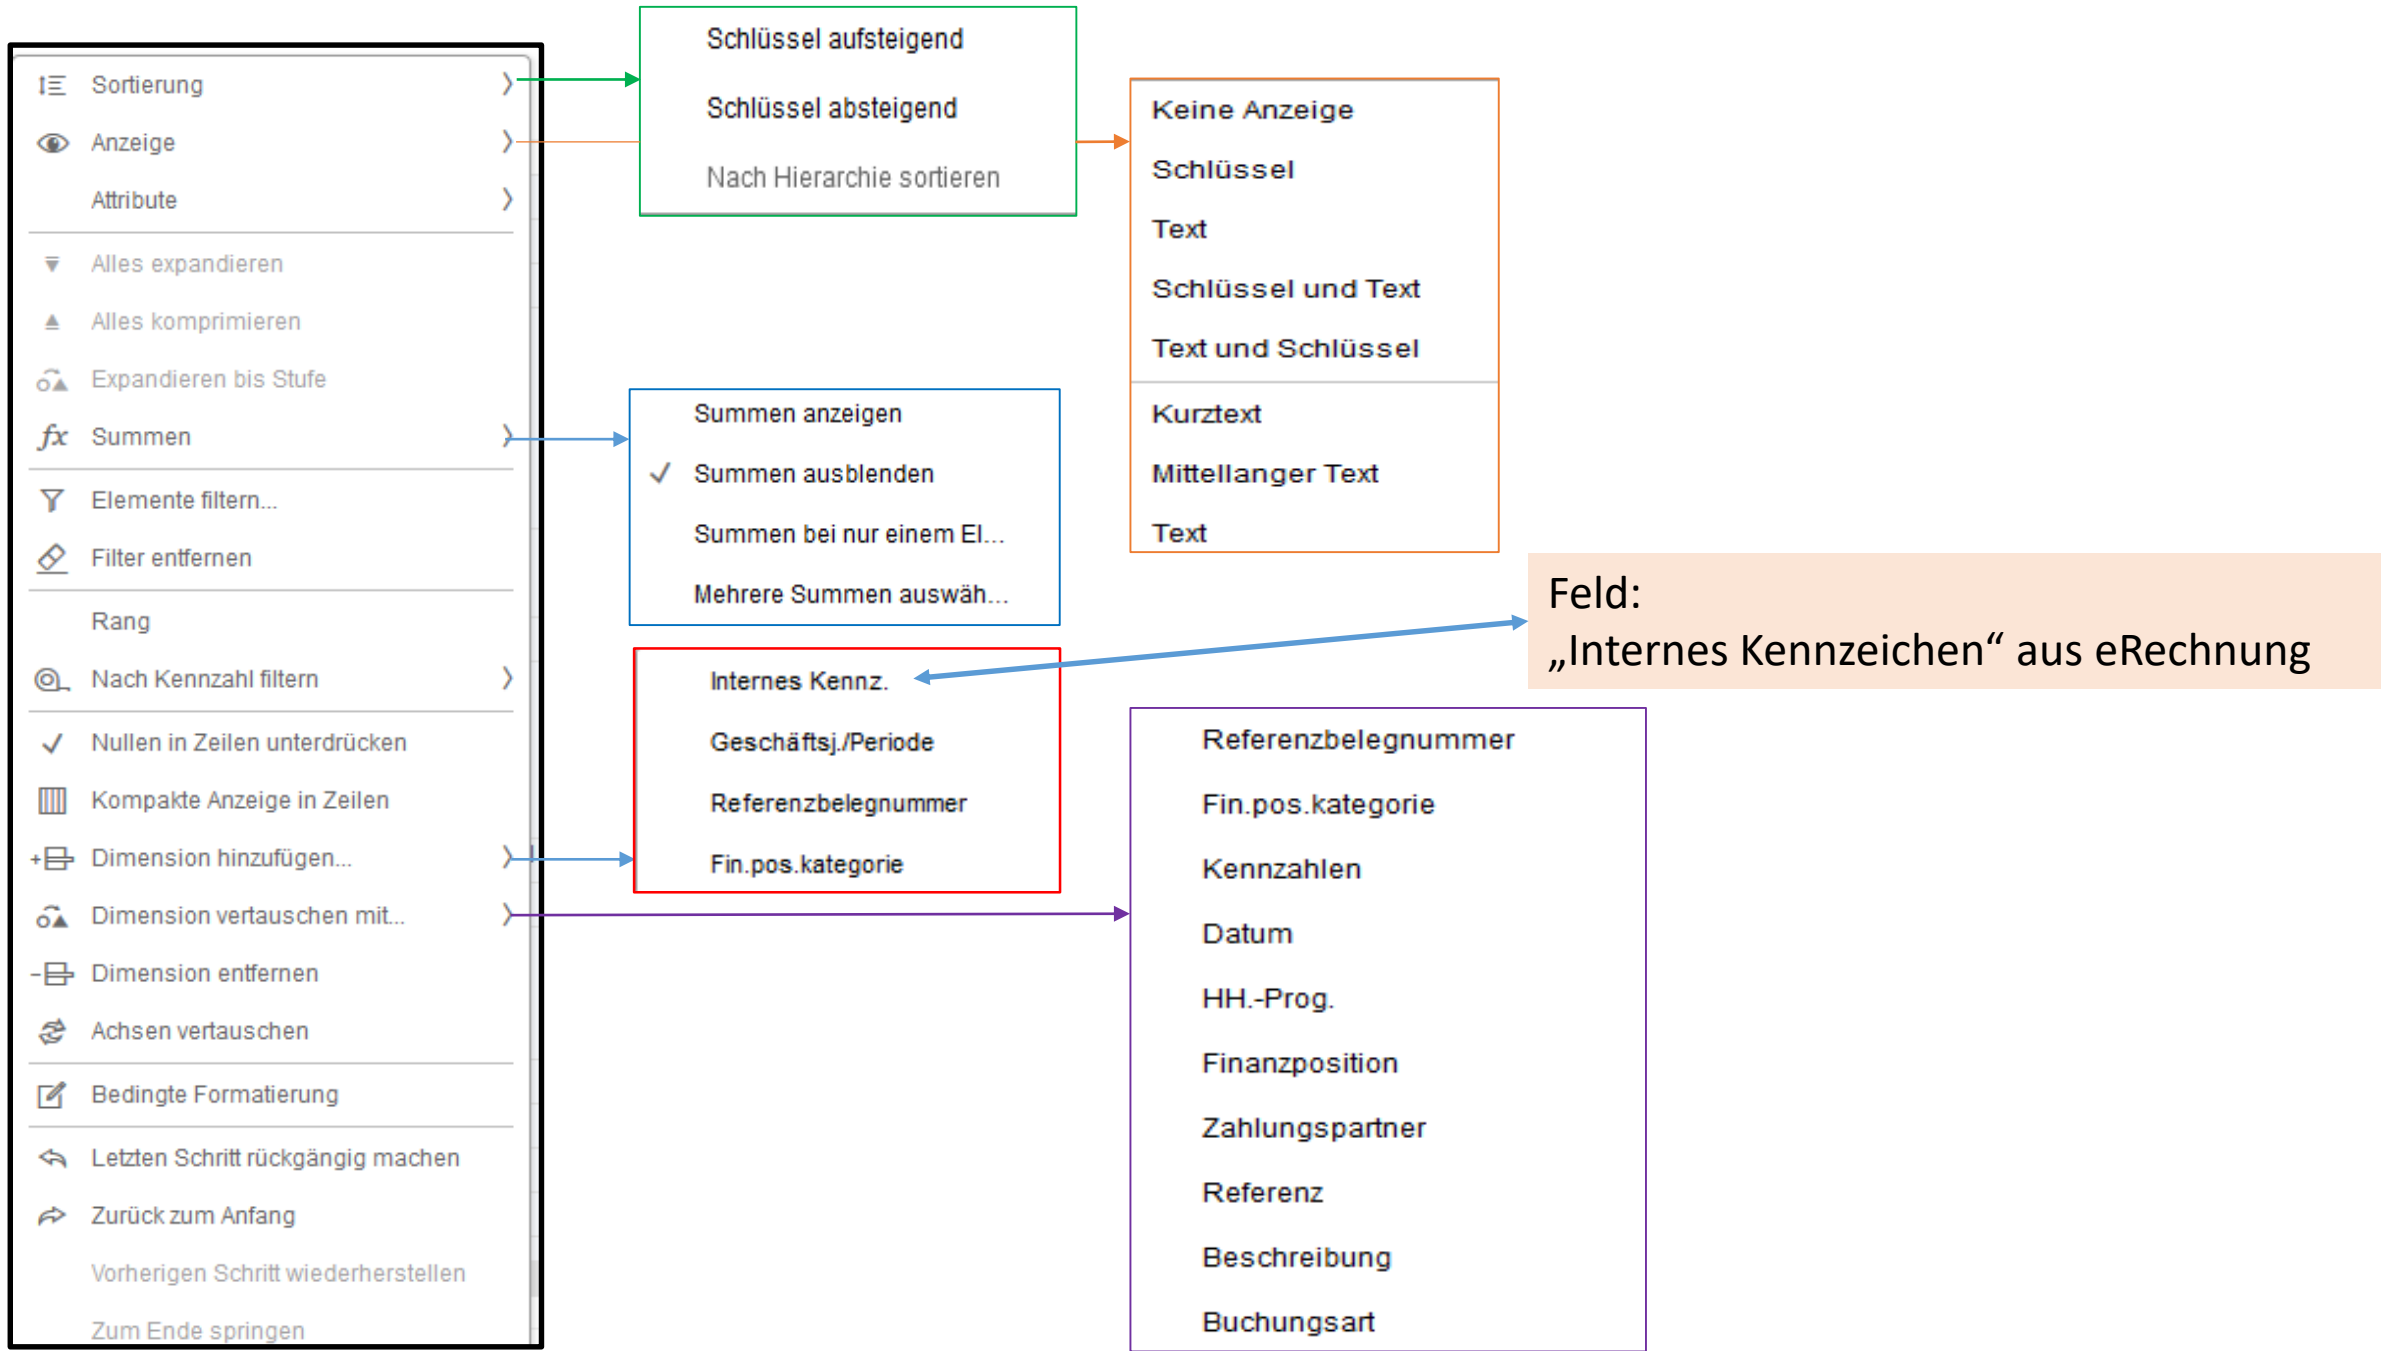 Sortierung
Anzeige
Attribute
Alles expandieren
Alles komprimieren
Expandieren bis Stufe
fx Summen
Elemente filtern...
Filter entfernen
Rang
Nach Kennzahl filtern
Nullen in Zeilen unterdrücken
Kompakte Anzeige in Zeilen
Dimension hinzufügen...
Dimension vertauschen mit...
Dimension entfernen
Achsen vertauschen
Bedingte Formatierung
Letzten Schritt rückgängig machen
Zurück zum Anfang
Vorherigen Schritt wiederherstellen
Zum Ende springen
Schlüssel aufsteigend
Schlüssel absteigend
Nach Hierarchie sortieren
Keine Anzeige
Schlüssel
Text
Schlüssel und Text
Text und Schlüssel
Kurztext
Mittellanger Text
Text
Summen anzeigen
Summen ausblenden
Summen bei nur einem El...
Mehrere Summen auswäh...
Internes Kennz.
Geschäftsj./Periode
Referenzbelegnummer
Fin.pos.kategorie
Feld:
„Internes Kennzeichen“ aus eRechnung
Referenzbelegnummer
Fin.pos.kategorie
Kennzahlen
Datum
HH.-Prog.
Finanzposition
Zahlungspartner
Referenz
Beschreibung
Buchungsart